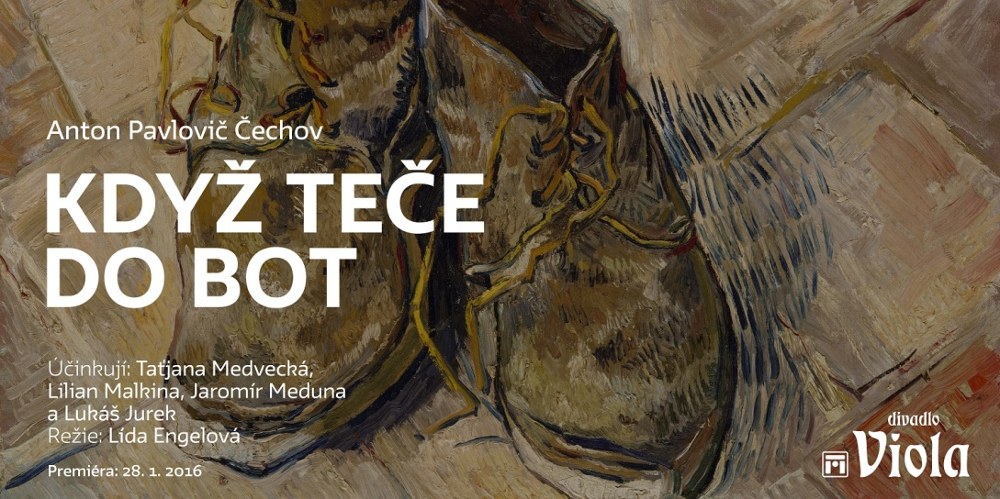 Anton Pavlovič Čechov
KDYŽ TEČE
DO BOT
Účinkují: Taťjana Medvecká,
Lilian Malkina, Jaromír Meduna
a Lukáš Jurek
Režie: Lída Engelová
Premiéra: 28. 1. 2016
divadlo
Viola